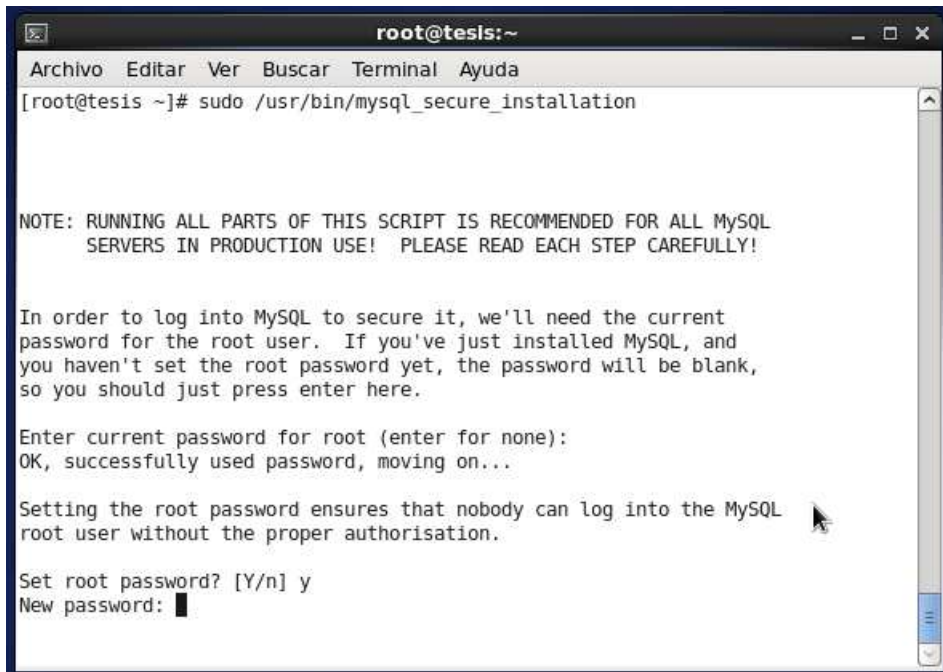 root@tesis:~
Archivo Editar Ver Buscar Terminal Ayuda
[root@tesis ~]# sudo /usr/bin/mysql_secure_installation
NOTE: RUNNING ALL PARTS OF THIS SCRIPT IS RECOMMENDED FOR ALL MySQL
SERVERS IN PRODUCTION USE! PLEASE READ EACH STEP CAREFULLY!
In order to log into MySQL to secure it, we'll need the current
password for the root user. If you've just installed MySQL, and
you haven't set the root password yet, the password will be blank,
so you should just press enter here.
Enter current password for root (enter for none):
OK, successfully used password, moving on...
Setting the root password ensures that nobody can log into the MySQL
root user without the proper authorisation.
Set root password? [Y/n] y
New password: